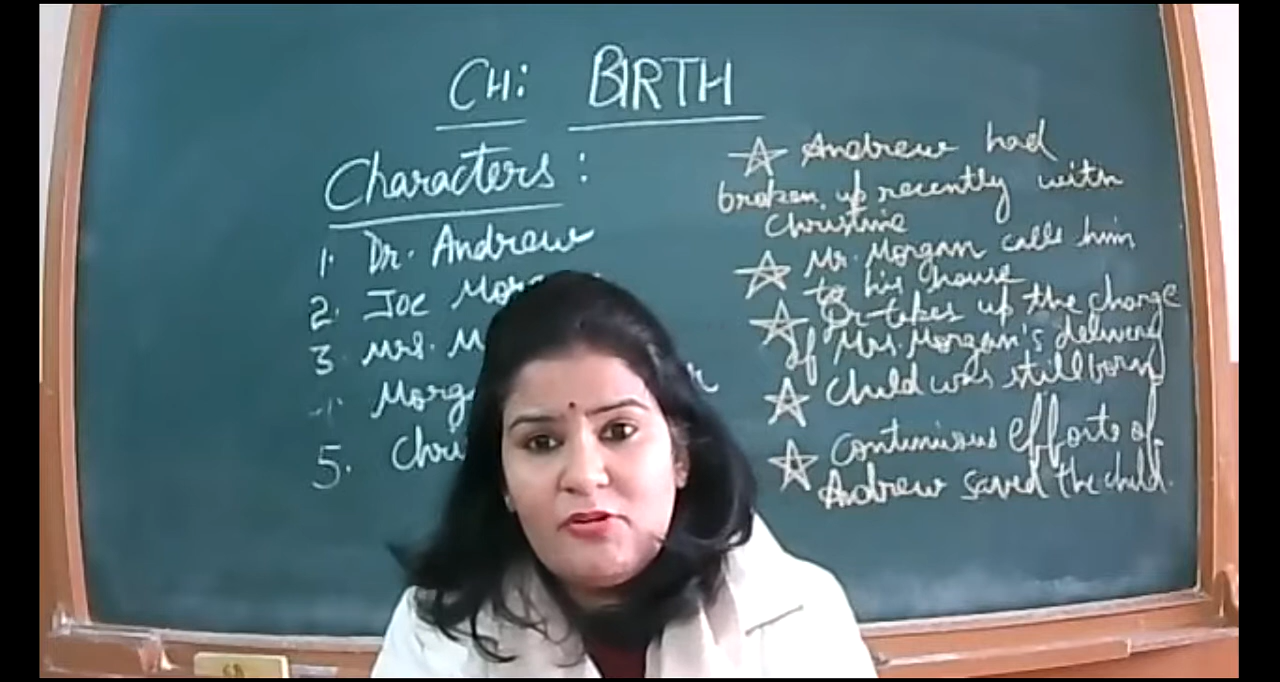 CH: BIRTH
Characters :
1. Dr. Andrew
2. Joe
3. Mrs.
5.
☆ Andrew had
broken up recently with
Christine
☆ Mr. Morgan calls him
to his house
☆ Dr takes up the charge
of Mrs. Morgan's delivery
☆ Child was stillborn
☆ Continuous efforts of
Andrew saved the child.